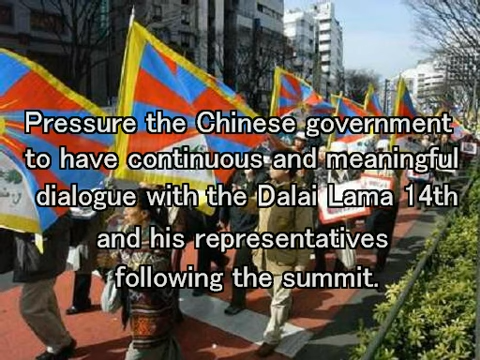 Pressure the Chinese government
to have continuous and meaningful
dialogue with the Dalai Lama 14th
and his representatives
following the summit.